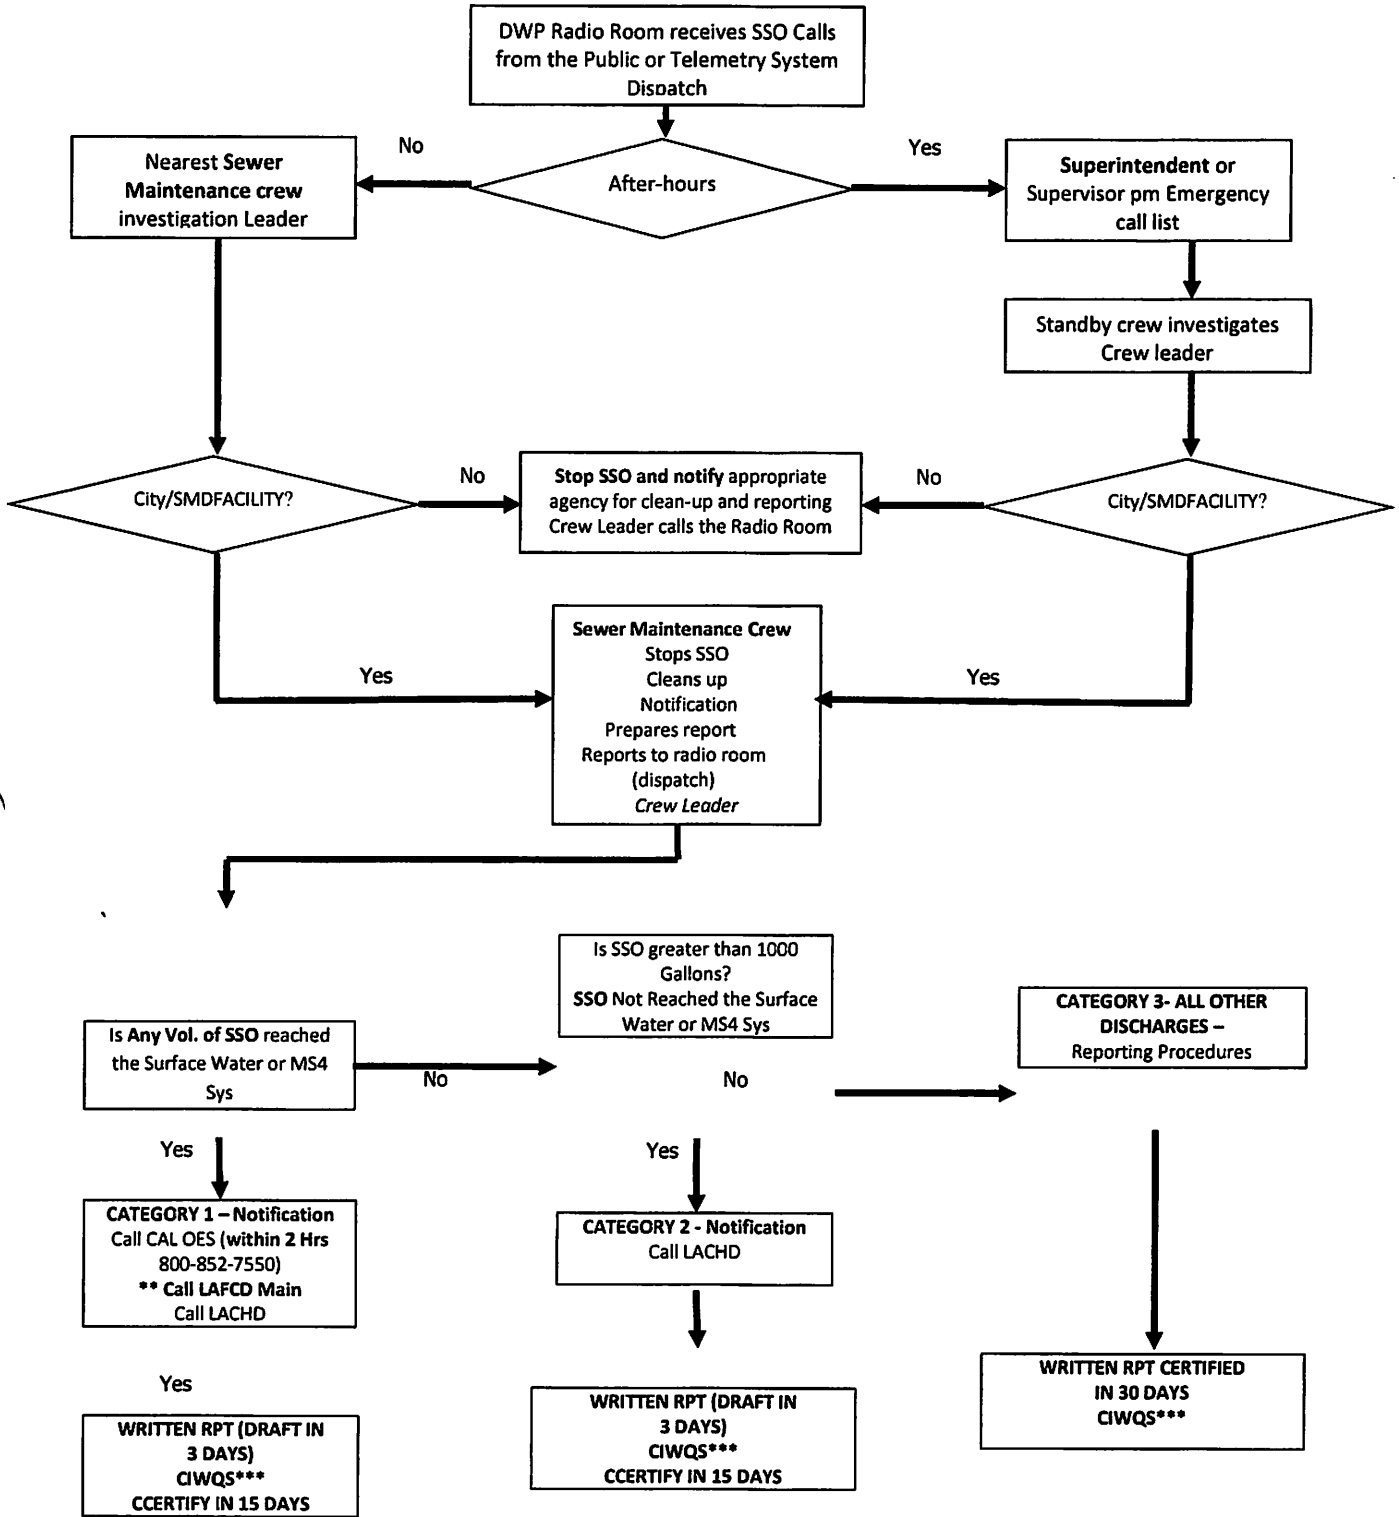 DWP Radio Room receives SSO Calls
from the Public or Telemetry System
Dispatch
No
Yes
Nearest Sewer
Maintenance crew
investigation Leader
After-hours
Superintendent or
Supervisor pm Emergency
call list
Standby crew investigates
Crew leader
City/SMDFACILITY?
No
Stop SSO and notify appropriate
agency for clean-up and reporting
Crew Leader calls the Radio Room
No
City/SMDFACILITY?
Yes
Sewer Maintenance Crew
Stops SSO
Cleans up
Notification
Prepares report
Reports to radio room
(dispatch)
Crew Leader
Yes
Is Any Vol. of SSO reached
the Surface Water or MS4
Sys
No
Is SSO greater than 1000
Gallons?
SSO Not Reached the Surface
Water or MS4 Sys
No
CATEGORY 3- ALL OTHER
DISCHARGES –
Reporting Procedures
Yes
Yes
CATEGORY 1 – Notification
Call CAL OES (within 2 Hrs
800-852-7550)
** Call LAFCD Main
Call LACHD
CATEGORY 2 - Notification
Call LACHD
Yes
WRITTEN RPT (DRAFT IN
3 DAYS)
CIWQS***
CCERTIFY IN 15 DAYS
WRITTEN RPT (DRAFT IN
3 DAYS)
CIWQS***
CCERTIFY IN 15 DAYS
WRITTEN RPT CERTIFIED
IN 30 DAYS
CIWQS***